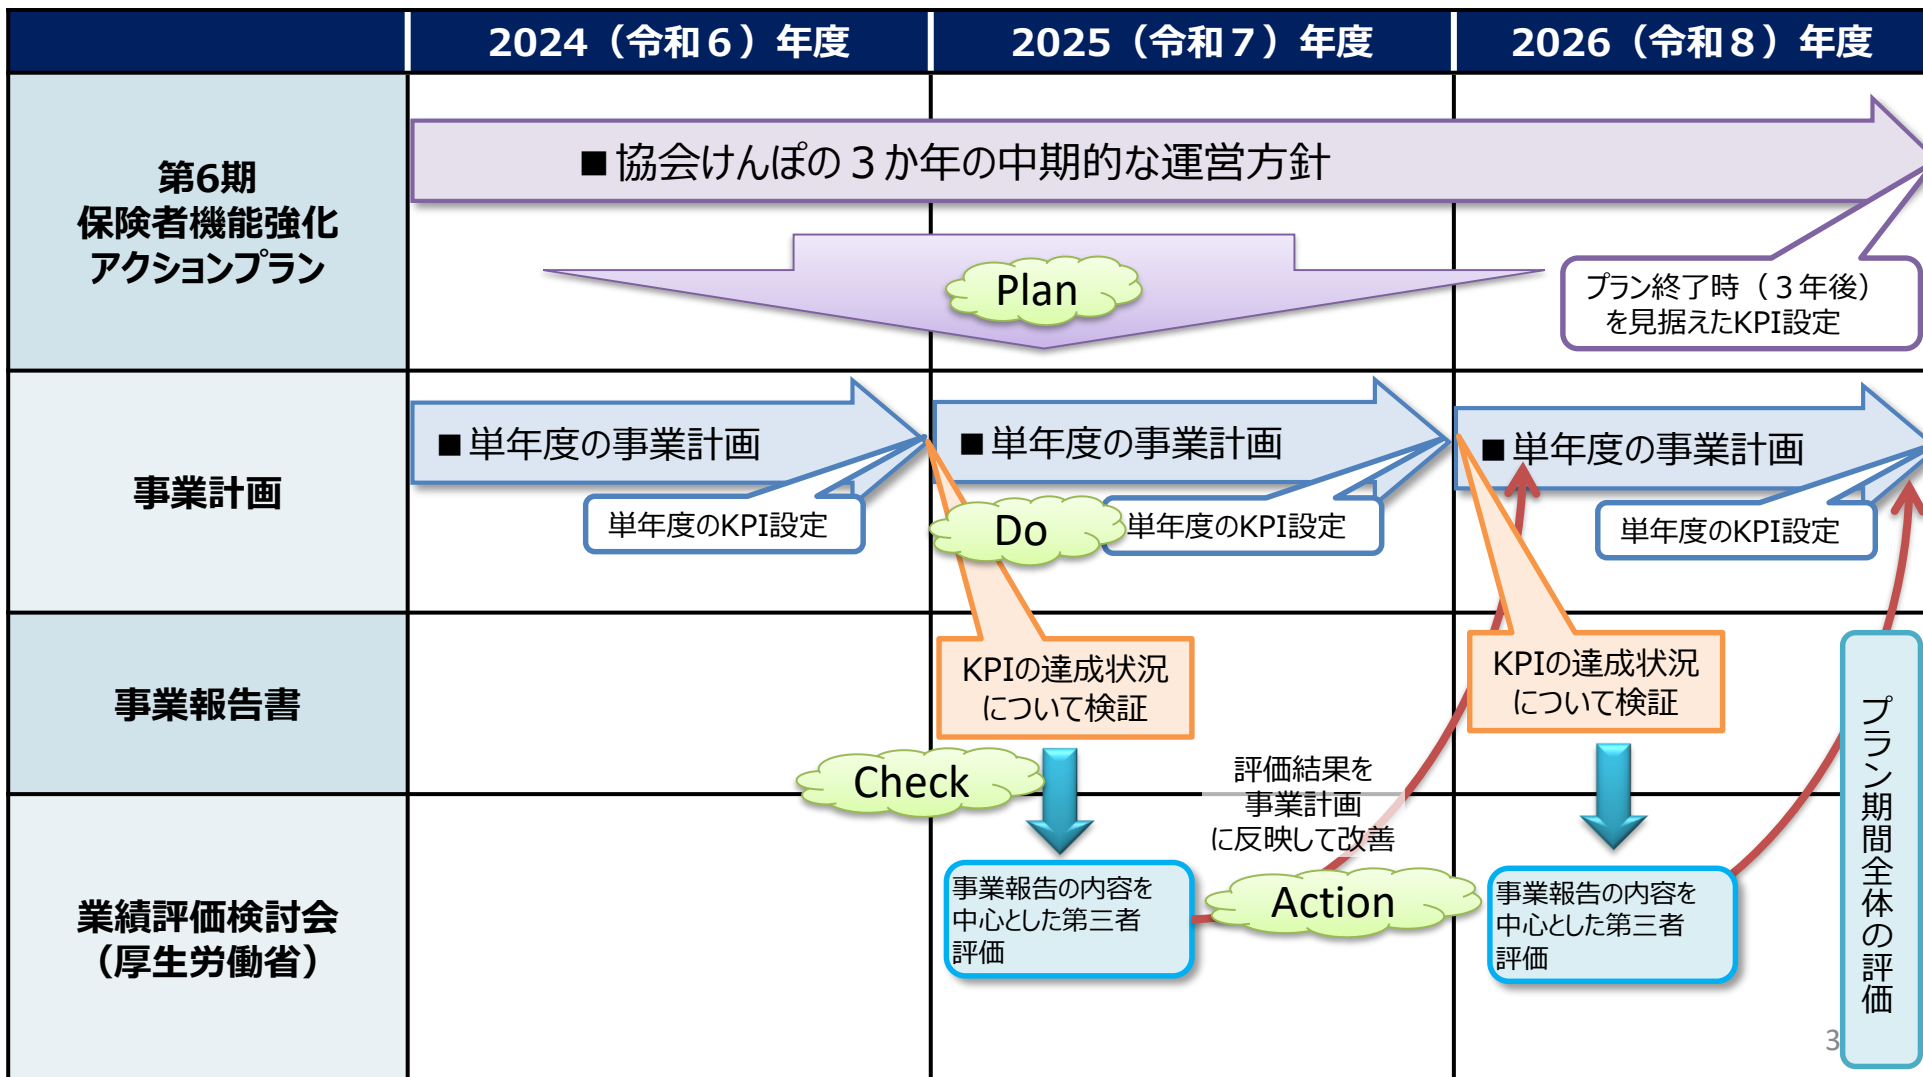 2024（令和６）年度
2025（令和７）年度
2026（令和８）年度
第6期
保険者機能強化
アクションプラン
■ 協会けんぽの３か年の中期的な運営方針
Plan
プラン終了時（３年後）
を見据えたKPI設定
事業計画
■ 単年度の事業計画
単年度のKPI設定
■ 単年度の事業計画
Do
単年度のKPI設定
■ 単年度の事業計画
単年度のKPI設定
事業報告書
KPIの達成状況
について検証
KPIの達成状況
について検証
Check
評価結果を
事業計画
に反映して改善
業績評価検討会
（厚生労働省）
事業報告の内容を
中心とした第三者
評価
Action
事業報告の内容を
中心とした第三者
評価
プラン期間全体の評価
3